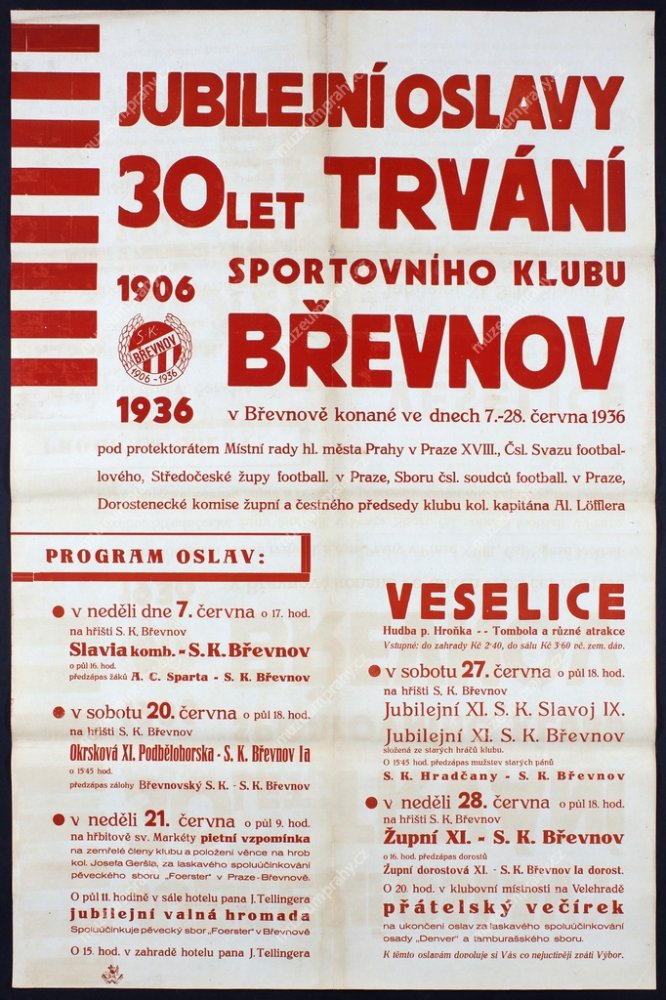 JUBILEJNÍ OSLAVY
30 LET TRVÁNÍ
SPORTOVNÍHO KLUBU
BŘEVNOV
1906
S.K.
BŘEVNOV
1906-1936
1936
v Břevnově konané ve dnech 7.-28. června 1936
pod protektorátem Místní rady hl. města Prahy v Praze XVIII., Čsl. Svazu footbal-
lového, Středočeské župy football. v Praze, Sboru čsl. soudců football. v Praze,
Dorostenecké komise župní a čestného předsedy klubu kol. kapitána Al. Löfflera
PROGRAM OSLAV:
● v neděli dne 7. června o 17. hod.
na hřišti S. K. Břevnov
Slavia komb. - S. K. Břevnov
o půl 16. hod.
předzápas žáků A. C. Sparta - S. K. Břevnov
● v sobotu 20. června o půl 18. hod.
na hřišti S. K. Břevnov
Okrsková XI. Podbělohorska - S. K. Břevnov Ia
o 15'45 hod.
předzápas zálohy Břevnovský S. K. - S. K. Břevnov
● v neděli 21. června o půl 9. hod.
na hřbitově sv. Markéty pietní vzpomínka
na zemřelé členy klubu a položení věnce na hrob
kol. Josefa Geršla, za laskavého spoluúčinkování
pěveckého sboru „Foerster" v Praze-Břevnově.
O půl 11. hodině v sále hotelu pana J. Tellingera
jubilejní valná hromada
Spoluúčinkuje pěvecký sbor „Foerster" v Břevnově
O 15. hod. v zahradě hotelu pana J. Tellingera
VESELICE
Hudba p. Hroňka - - Tombola a různé atrakce
Vstupné: do zahrady Kč 2·40, do sálu Kč 3·60 vč. zem. dáv.
● v sobotu 27. června o půl 18. hod.
na hřišti S. K. Břevnov
Jubilejní XI. S. K. Slavoj IX.
Jubilejní XI. S. K. Břevnov
složená ze starých hráčů klubu.
O 15'45 hod. předzápas mužstev starých pánů
S. K. Hradčany - S. K. Břevnov
● v neděli 28. června o půl 18. hod.
na hřišti S. K. Břevnov
Župní XI. - S. K. Břevnov
o 16. hod. předzápas dorostů
Župní dorostová XI. - S. K. Břevnov Ia dorost.
O 20. hod. v klubovní místnosti na Velehradě
přátelský večírek
na ukončení oslav za laskavého spoluúčinkování
osady „Denver" a tamburašského sboru.
K těmto oslavám dovoluje si Vás co nejuctivěji zváti Výbor.